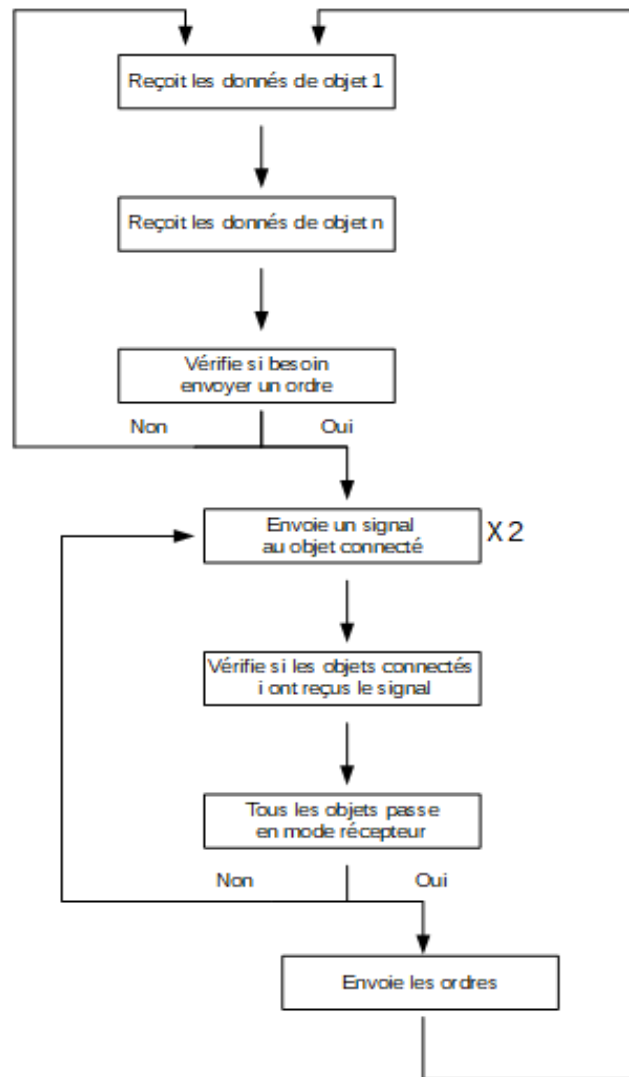 Reçoit les donnés de objet 1
Reçoit les donnés de objet n
Vérifie si besoin
envoyer un ordre
Non
Oui
Envoie un signal
au objet connecté
X 2
Vérifie si les objets connectés
i ont reçus le signal
Tous les objets passe
en mode récepteur
Non
Oui
Envoie les ordres